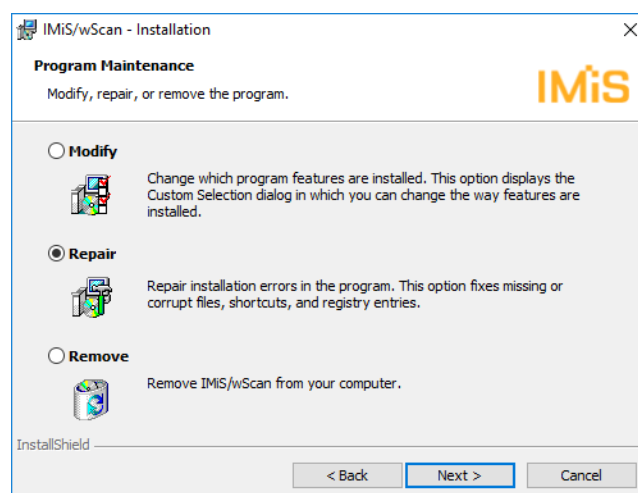 IMiS/wScan - Installation
Program Maintenance
Modify, repair, or remove the program.
IMiS
Modify
Change which program features are installed. This option displays the
Custom Selection dialog in which you can change the way features are
installed.
Repair
Repair installation errors in the program. This option fixes missing or
corrupt files, shortcuts, and registry entries.
Remove
Remove IMiS/wScan from your computer.
InstallShield
< Back Next > Cancel